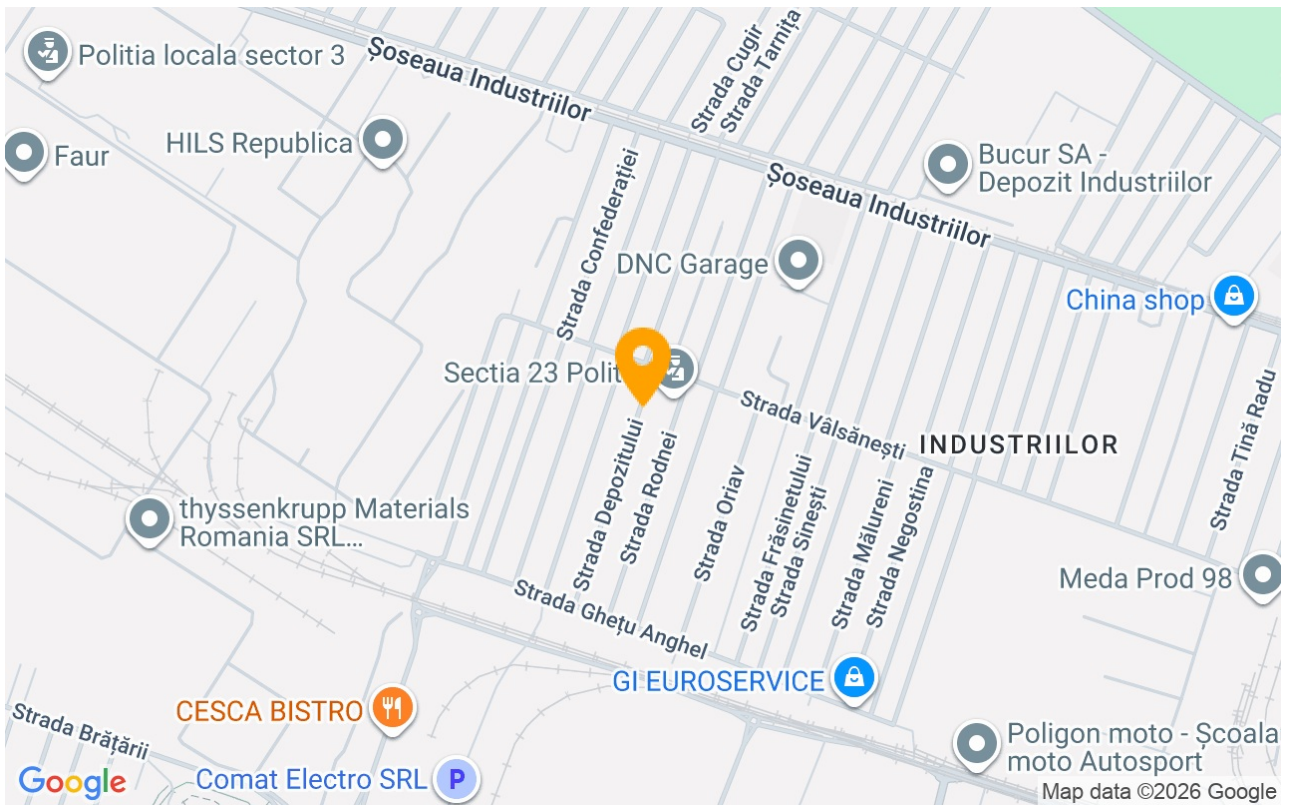 Politia locala sector 3
Șoseaua Industriilor
Strada Cugir
Strada Tarnița
HILS Republica
Faur
Strada Confederației
Bucur SA -
Depozit Industriilor
Șoseaua Industriilor
DNC Garage
China shop
Sectia 23 Polit
Strada Vâlsănești
INDUSTRIILOR
Strada Tină Radu
Strada Depozitului
Strada Rodnei
Strada Oriav
Strada Frăsinetului
Strada Sinești
Strada Mălureni
Strada Negostina
thyssenkrupp Materials
Romania SRL...
Meda Prod 98
Strada Ghețu Anghel
GI EUROSERVICE
CESCA BISTRO
Strada Brățării
Poligon moto - Școala
moto Autosport
Comat Electro SRL
P
Google
Map data ©2026 Google